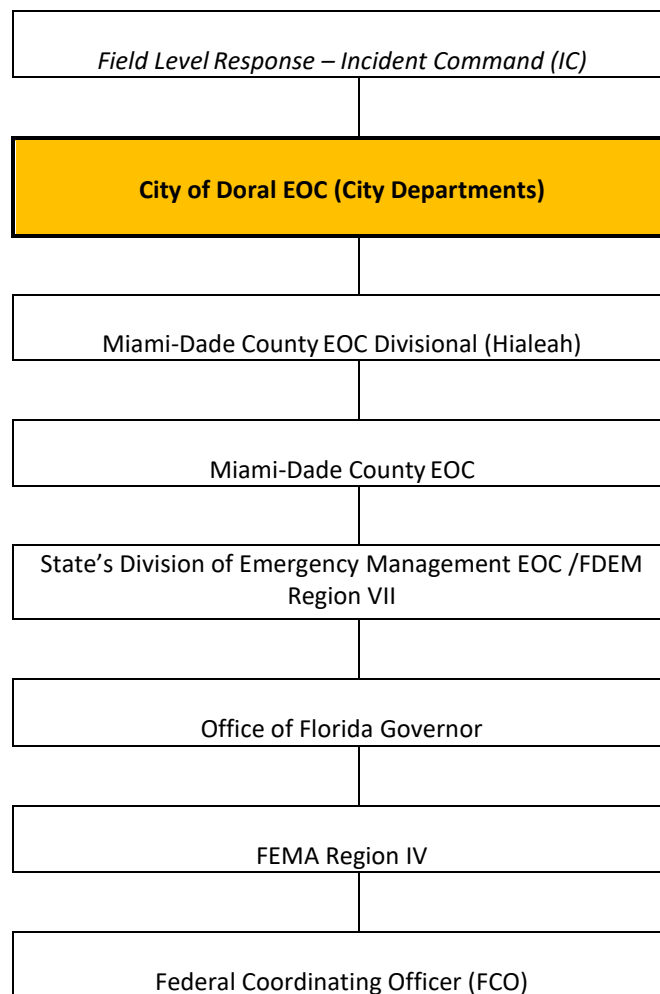 Field Level Response – Incident Command (IC)
City of Doral EOC (City Departments)
Miami-Dade County EOC Divisional (Hialeah)
Miami-Dade County EOC
State’s Division of Emergency Management EOC /FDEM
Region VII
Office of Florida Governor
FEMA Region IV
Federal Coordinating Officer (FCO)